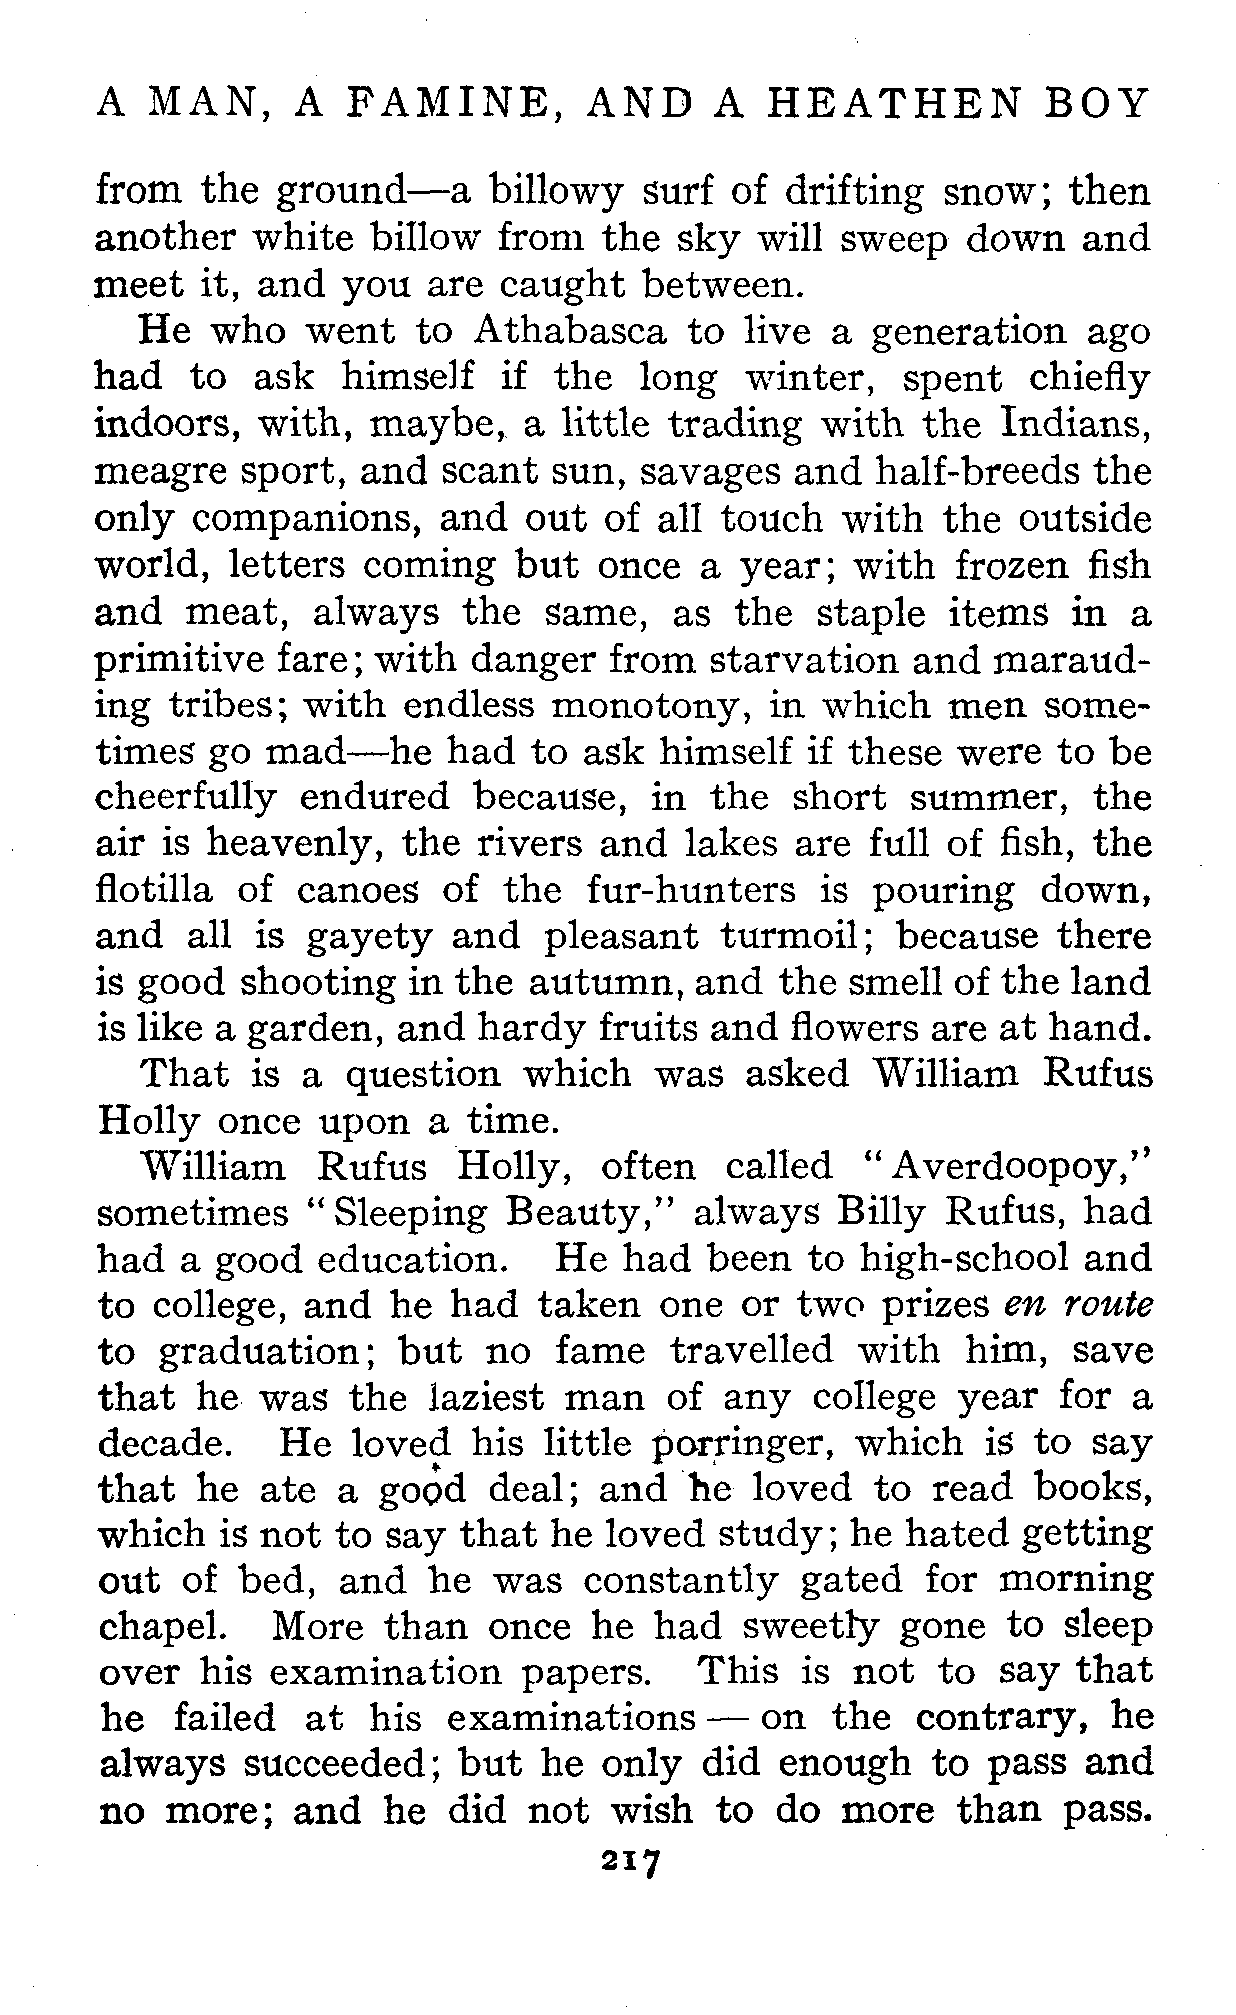 A MAN, A FAMINE, AND A HEATHEN BOY
from the ground—a billowy surf of drifting snow; then
another white billow from the sky will sweep down and
meet it, and you are caught between.
He who went to Athabasca to live a generation ago
had to ask himself if the long winter, spent chiefly
indoors, with, maybe, a little trading with the Indians,
meagre sport, and scant sun, savages and half-breeds the
only companions, and out of all touch with the outside
world, letters coming but once a year; with frozen fish
and meat, always the same, as the staple items in a
primitive fare; with danger from starvation and maraud-
ing tribes; with endless monotony, in which men some-
times go mad—he had to ask himself if these were to be
cheerfully endured because, in the short summer, the
air is heavenly, the rivers and lakes are full of fish, the
flotilla of canoes of the fur-hunters is pouring down,
and all is gayety and pleasant turmoil; because there
is good shooting in the autumn, and the smell of the land
is like a garden, and hardy fruits and flowers are at hand.
That is a question which was asked William Rufus
Holly once upon a time.
William Rufus Holly, often called "Averdoopoy,"
sometimes "Sleeping Beauty," always Billy Rufus, had
had a good education. He had been to high-school and
to college, and he had taken one or two prizes en route
to graduation; but no fame travelled with him, save
that he was the laziest man of any college year for a
decade. He loved his little porringer, which is to say
that he ate a good deal; and he loved to read books,
which is not to say that he loved study; he hated getting
out of bed, and he was constantly gated for morning
chapel. More than once he had sweetly gone to sleep
over his examination papers. This is not to say that
he failed at his examinations — on the contrary, he
always succeeded; but he only did enough to pass and
no more; and he did not wish to do more than pass.
217